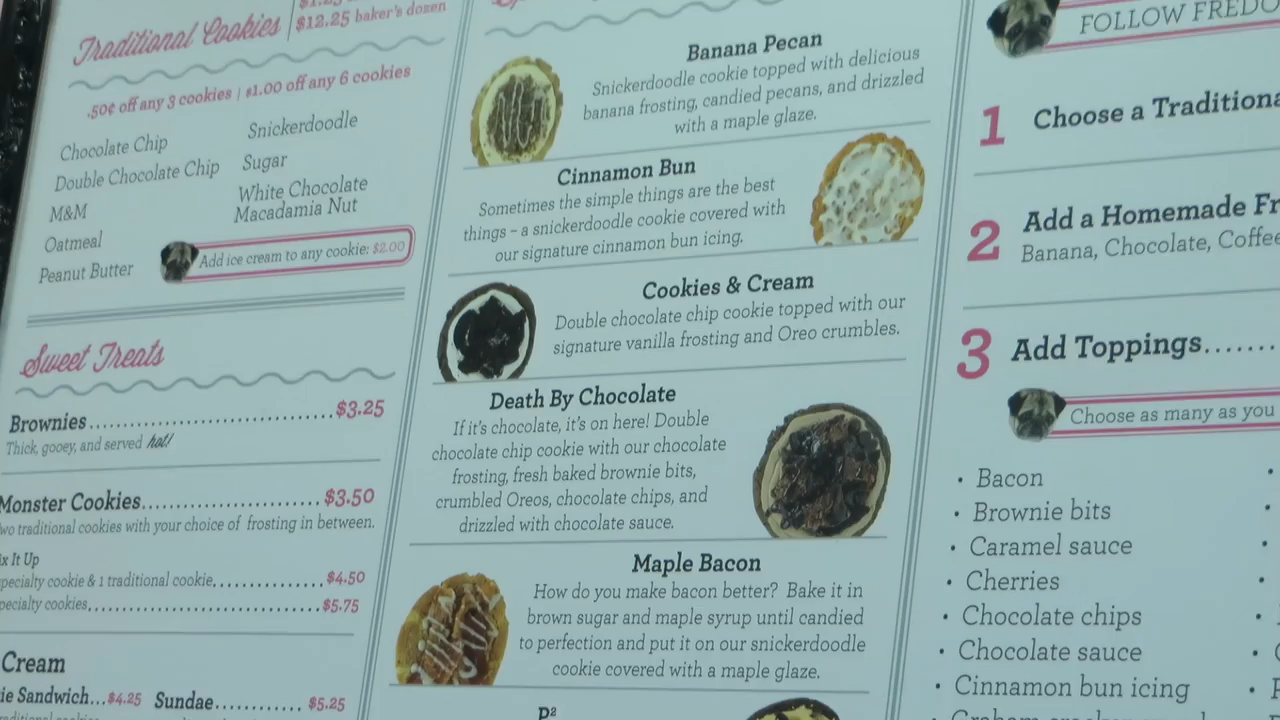 Traditional Cookies
$12.25 baker's dozen
.50¢ off any 3 cookies | $1.00 off any 6 cookies
Chocolate Chip
Double Chocolate Chip
M&M
Oatmeal
Peanut Butter
Snickerdoodle
Sugar
White Chocolate
Macadamia Nut
Add ice cream to any cookie: $2.00
Sweet Treats
Brownies $3.25
Thick, gooey, and served hot!
Monster Cookies $3.50
two traditional cookies with your choice of frosting in between.
ix It Up
pecialty cookie & 1 traditional cookie $4.50
pecialty cookies $5.75
Cream
ie Sandwich...$4.25 Sundae $5.25
Banana Pecan
Snickerdoodle cookie topped with delicious
banana frosting, candied pecans, and drizzled
with a maple glaze.
Cinnamon Bun
Sometimes the simple things are the best
things – a snickerdoodle cookie covered with
our signature cinnamon bun icing.
Cookies & Cream
Double chocolate chip cookie topped with our
signature vanilla frosting and Oreo crumbles.
Death By Chocolate
If it's chocolate, it's on here! Double
chocolate chip cookie with our chocolate
frosting, fresh baked brownie bits,
crumbled Oreos, chocolate chips, and
drizzled with chocolate sauce.
Maple Bacon
How do you make bacon better? Bake it in
brown sugar and maple syrup until candied
to perfection and put it on our snickerdoodle
cookie covered with a maple glaze.
P²
FOLLOW FREDO
1 Choose a Traditiona
2 Add a Homemade Fr
Banana, Chocolate, Coffee
3 Add Toppings.......
Choose as many as you
• Bacon
• Brownie bits
• Caramel sauce
• Cherries
• Chocolate chips
• Chocolate sauce
• Cinnamon bun icing